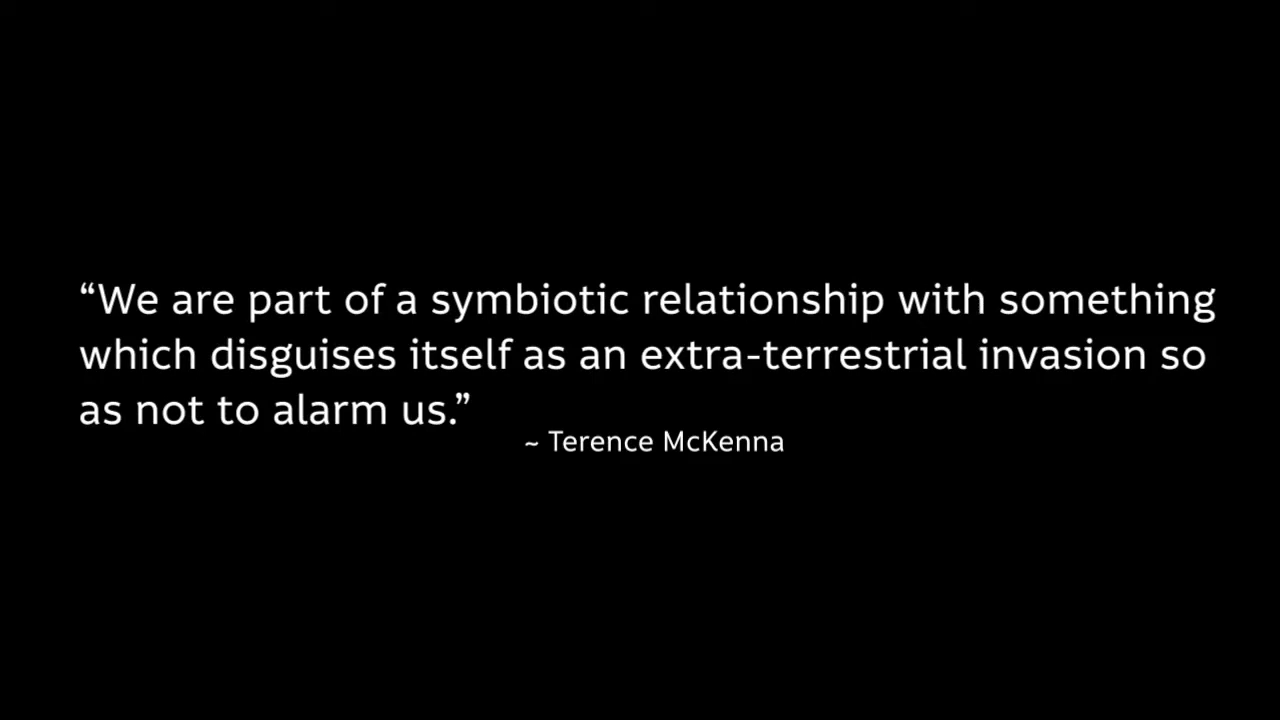 “We are part of a symbiotic relationship with something
which disguises itself as an extra-terrestrial invasion so
as not to alarm us.”
~ Terence McKenna